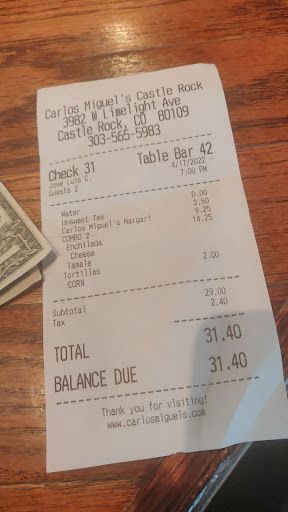 Carlos Miguel's Castle Rock
3982 W Limelight Ave
Castle Rock, CO 80109
303-565-5983
Check 31 Table Bar 42
Jose Luis C. 4/17/2022
Guests 2 7:00 PM
Water 0.00
Unsweet Tea 3.50
Carlos Miguel's Margari 9.25
COMBO 2 14.25
Enchilada
Cheese
Tamale
Tortillas 2.00
CORN
Subtotal 29.00
Tax 2.40
TOTAL 31.40
BALANCE DUE 31.40
Thank you for visiting!
www.carlosmiguels.com